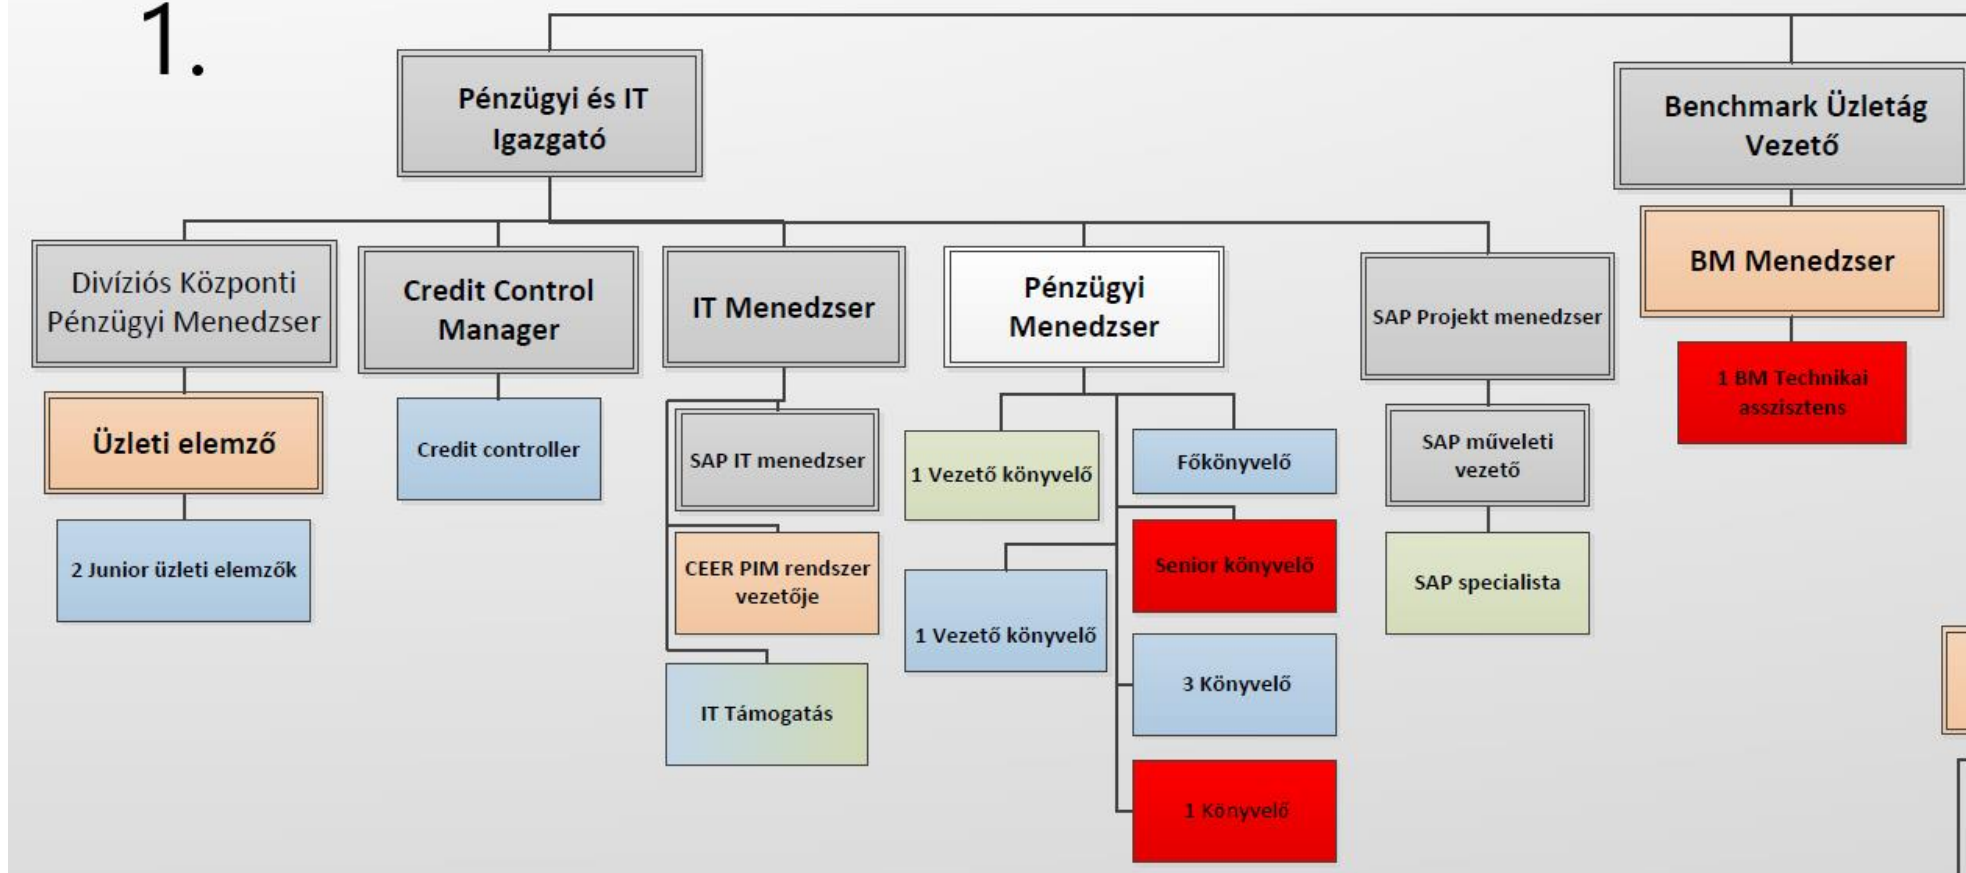 1.
Pénzügyi és IT
Igazgató
Benchmark Üzletág
Vezető
Divíziós Központi
Pénzügyi Menedzser
Credit Control
Manager
IT Menedzser
Pénzügyi
Menedzser
SAP Projekt menedzser
BM Menedzser
Üzleti elemző
Credit controller
SAP IT menedzser
1 Vezető könyvelő
Főkönyvelő
SAP műveleti
vezető
1 BM Technikai
asszisztens
2 Junior üzleti elemzők
CEER PIM rendszer
vezetője
1 Vezető könyvelő
Senior könyvelő
SAP specialista
IT Támogatás
3 Könyvelő
1 Könyvelő